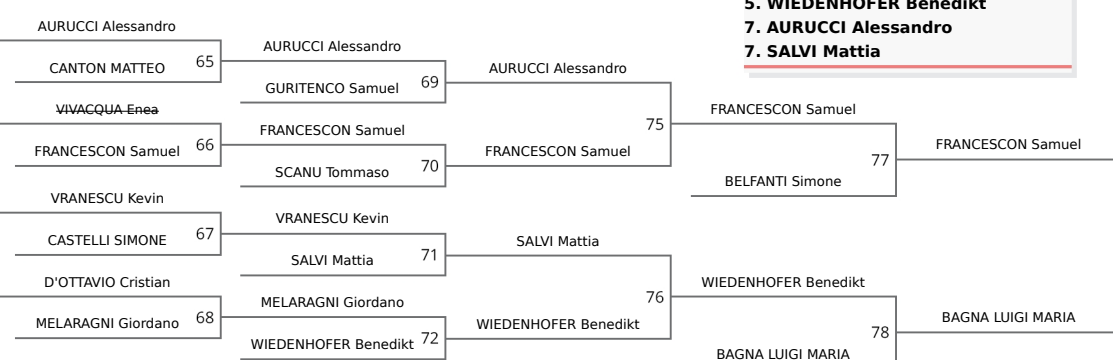 5. WIEDENHOFER Benedikt
7. AURUCCI Alessandro
7. SALVI Mattia
AURUCCI Alessandro
CANTON MATTEO
65
VIVACQUA Enea
FRANCESCON Samuel
66
VRANESCU Kevin
CASTELLI SIMONE
67
D'OTTAVIO Cristian
MELARAGNI Giordano
68
AURUCCI Alessandro
GURITENCO Samuel
69
FRANCESCON Samuel
SCANU Tommaso
70
VRANESCU Kevin
SALVI Mattia
71
MELARAGNI Giordano
WIEDENHOFER Benedikt
72
AURUCCI Alessandro
FRANCESCON Samuel
75
SALVI Mattia
WIEDENHOFER Benedikt
76
FRANCESCON Samuel
BELFANTI Simone
77
WIEDENHOFER Benedikt
BAGNA LUIGI MARIA
78
FRANCESCON Samuel
BAGNA LUIGI MARIA